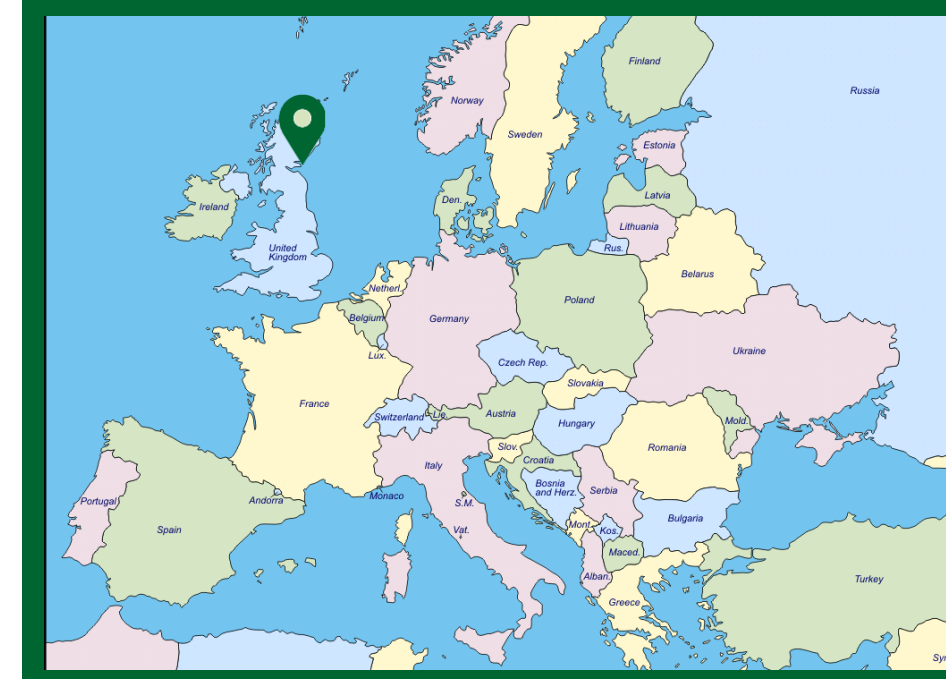 Finland
Russia
Norway
Sweden
Estonia
Latvia
Den.
Ireland
Lithuania
United
Kingdom
Rus.
Belarus
Netherl.
Poland
Belgium
Germany
Ukraine
Lux.
Czech Rep.
Slovakia
France
Switzerland
Lie
Austria
Hungary
Mold.
Slov.
Romania
Croatia
Italy
Bosnia
and Herz.
Serbia
Monaco
Andorra
Portugal
S.M.
Spain
Vat.
Mont.
Kos.
Bulgaria
Maced.
Alban.
Turkey
Greece
Syr